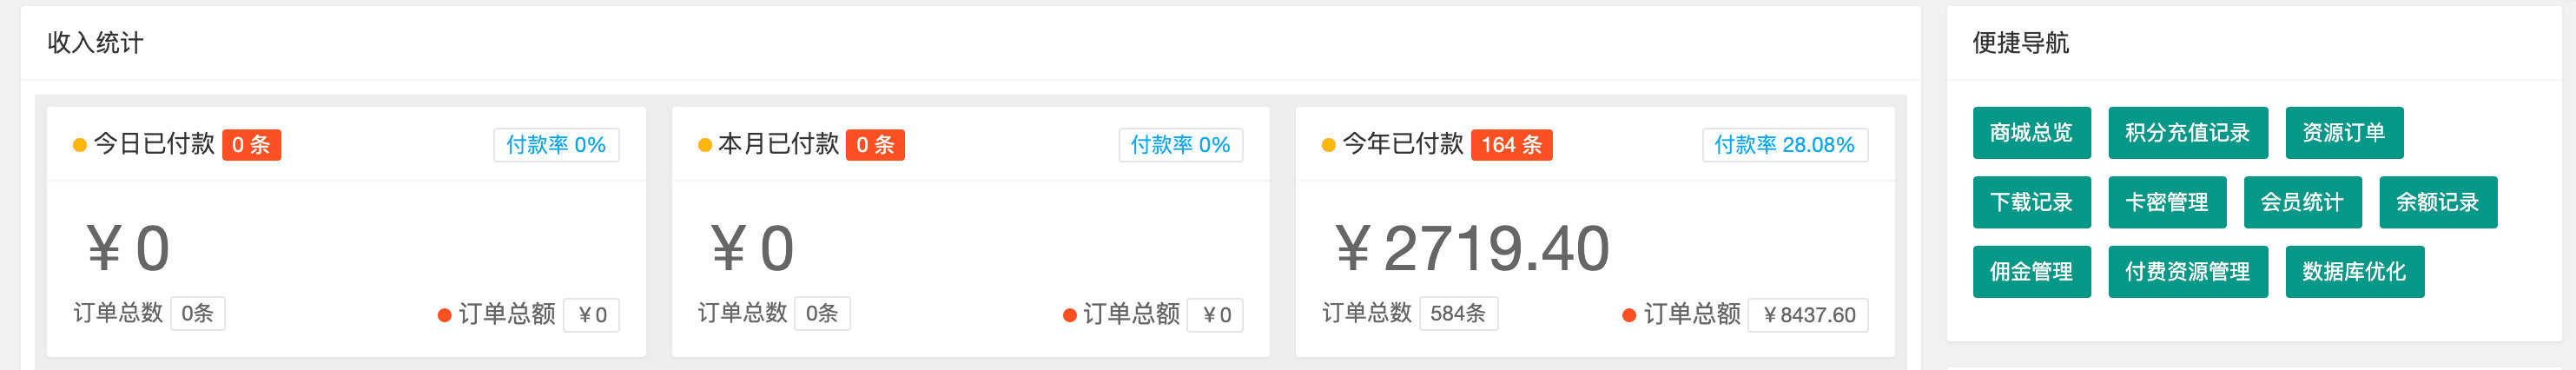 收入统计
今日已付款 0 条 付款率 0%
¥0
订单总数 0条 订单总额 ¥0
本月已付款 0 条 付款率 0%
¥0
订单总数 0条 订单总额 ¥0
今年已付款 164 条 付款率 28.08%
¥2719.40
订单总数 584条 订单总额 ¥8437.60
便捷导航
商城总览 积分充值记录 资源订单
下载记录 卡密管理 会员统计 余额记录
佣金管理 付费资源管理 数据库优化